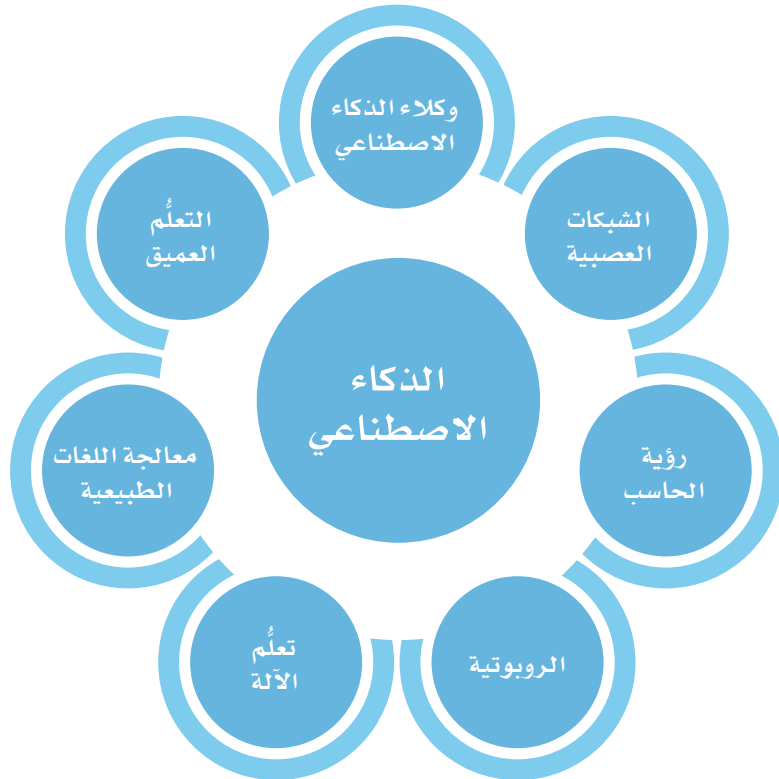 وكلاء الذكاء
الاصطناعي
الشبكات
العصبية
التعلُّم
العميق
الذكاء
الاصطناعي
رؤية
الحاسب
معالجة اللغات
الطبيعية
الروبوتية
تعلُّم
الآلة